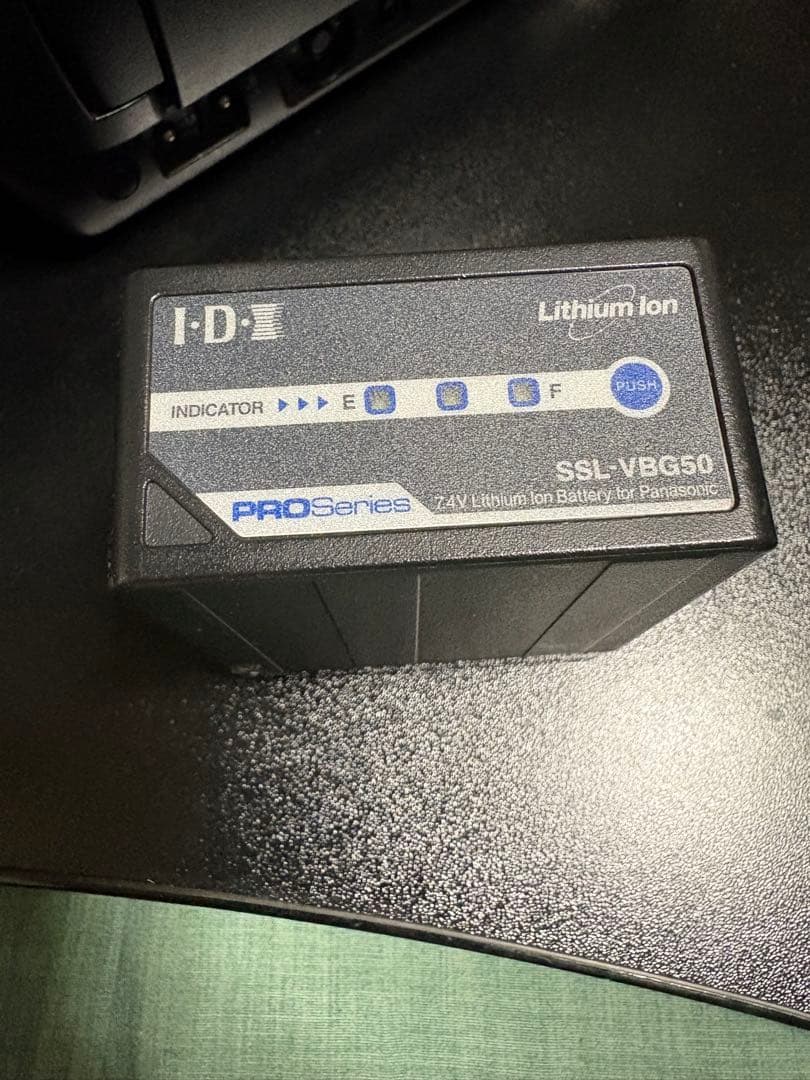 I·D·X
Lithium Ion
INDICATOR E F PUSH
SSL-VBG50
PROSeries 7.4V Lithium Ion Battery for Panasonic